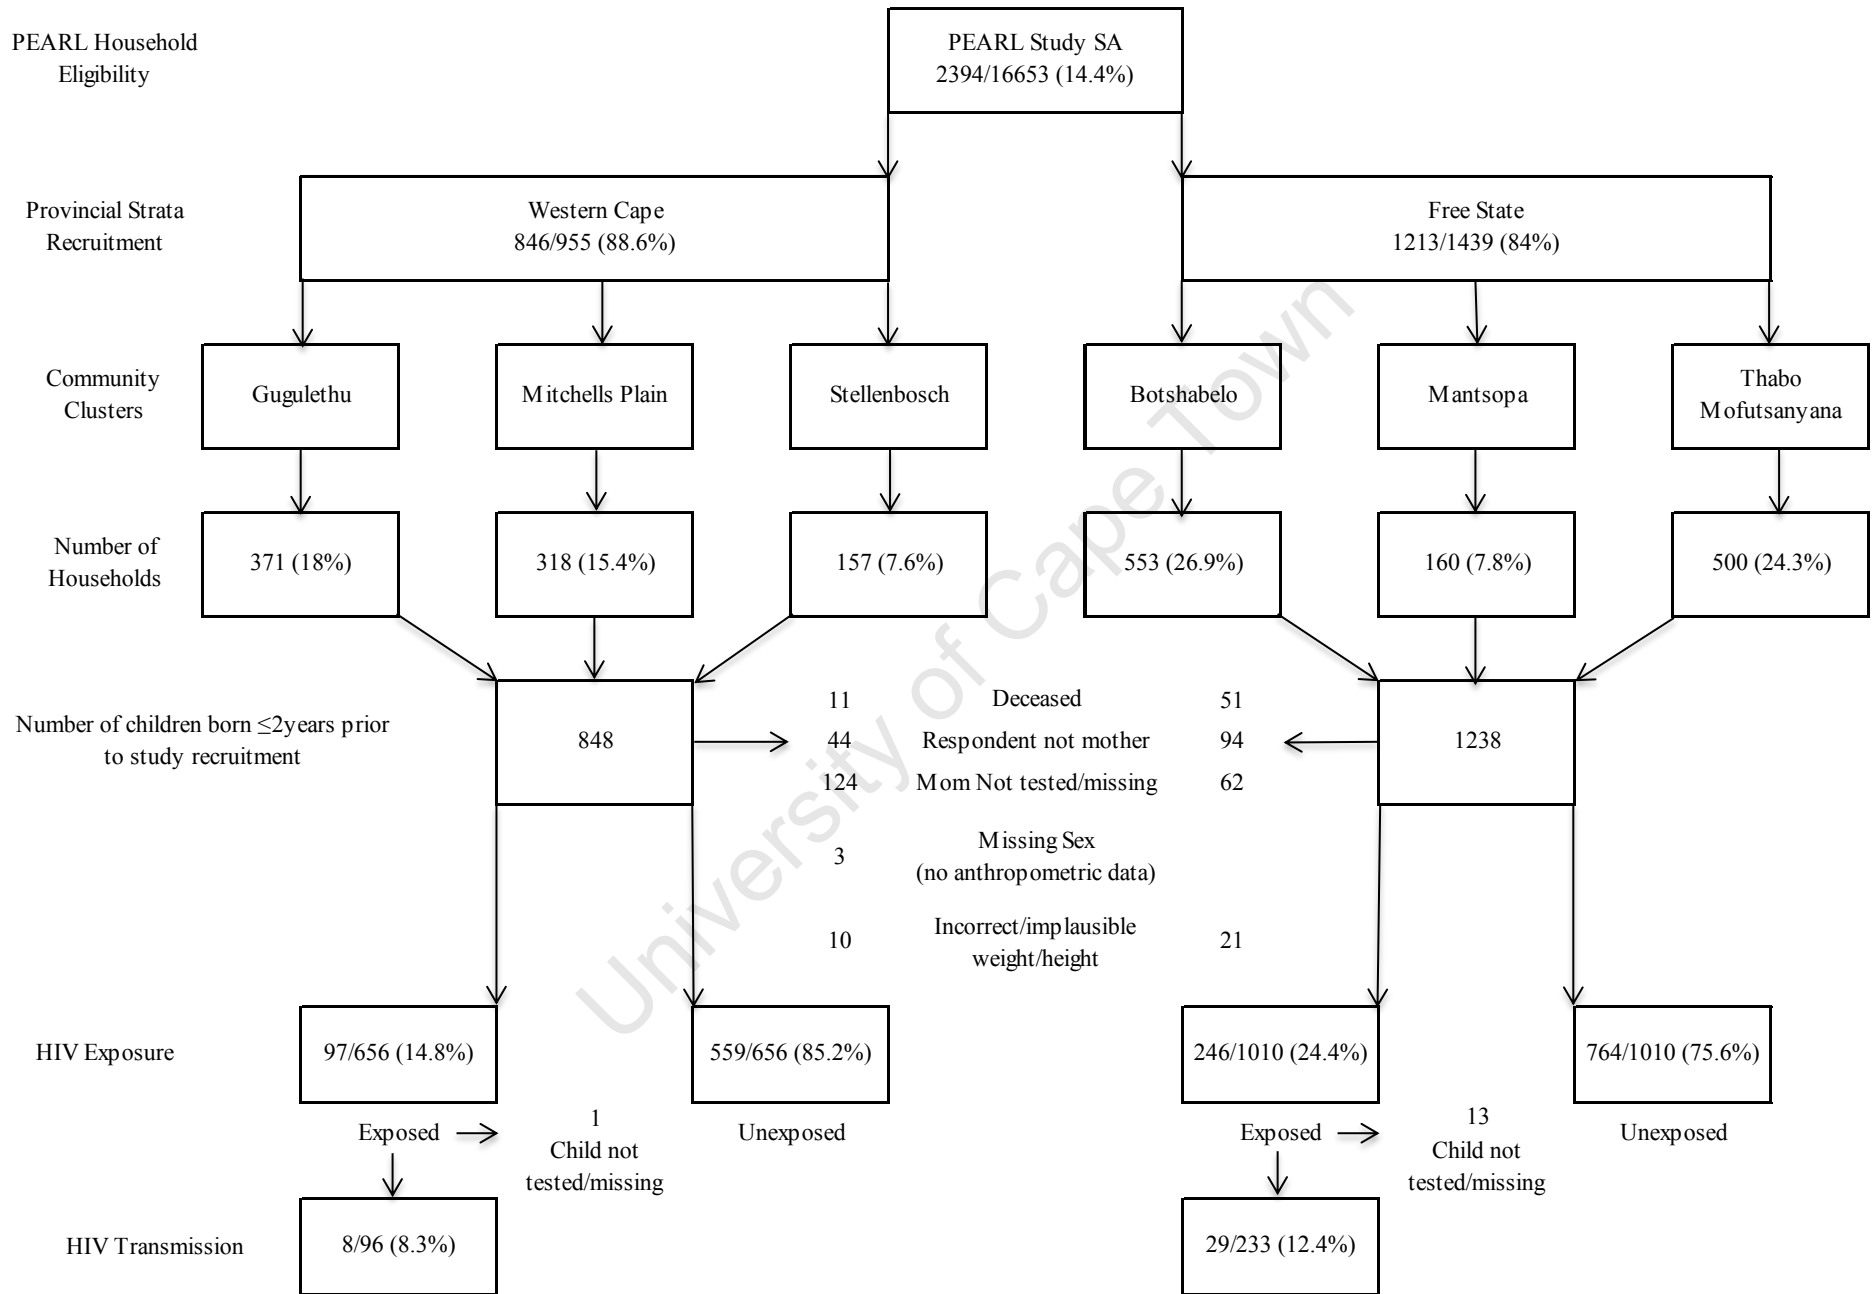 PEARL Household
Eligibility
PEARL Study SA
2394/16653 (14.4%)
Provincial Strata
Recruitment
Western Cape
846/955 (88.6%)
Free State
1213/1439 (84%)
Community
Clusters
Gugulethu
Mitchells Plain
Stellenbosch
Botshabelo
Mantsopa
Thabo
Mofutsanyana
Number of
Households
371 (18%)
318 (15.4%)
157 (7.6%)
553 (26.9%)
160 (7.8%)
500 (24.3%)
Number of children born ≤2years prior
to study recruitment
848
11 Deceased 51
44 Respondent not mother 94
124 Mom Not tested/missing 62
3 Missing Sex
(no anthropometric data)
10 Incorrect/implausible
weight/height 21
1238
HIV Exposure
97/656 (14.8%)
559/656 (85.2%)
246/1010 (24.4%)
764/1010 (75.6%)
Exposed
1
Child not
tested/missing
Unexposed
Exposed
13
Child not
tested/missing
Unexposed
HIV Transmission
8/96 (8.3%)
29/233 (12.4%)
University of Cape Town